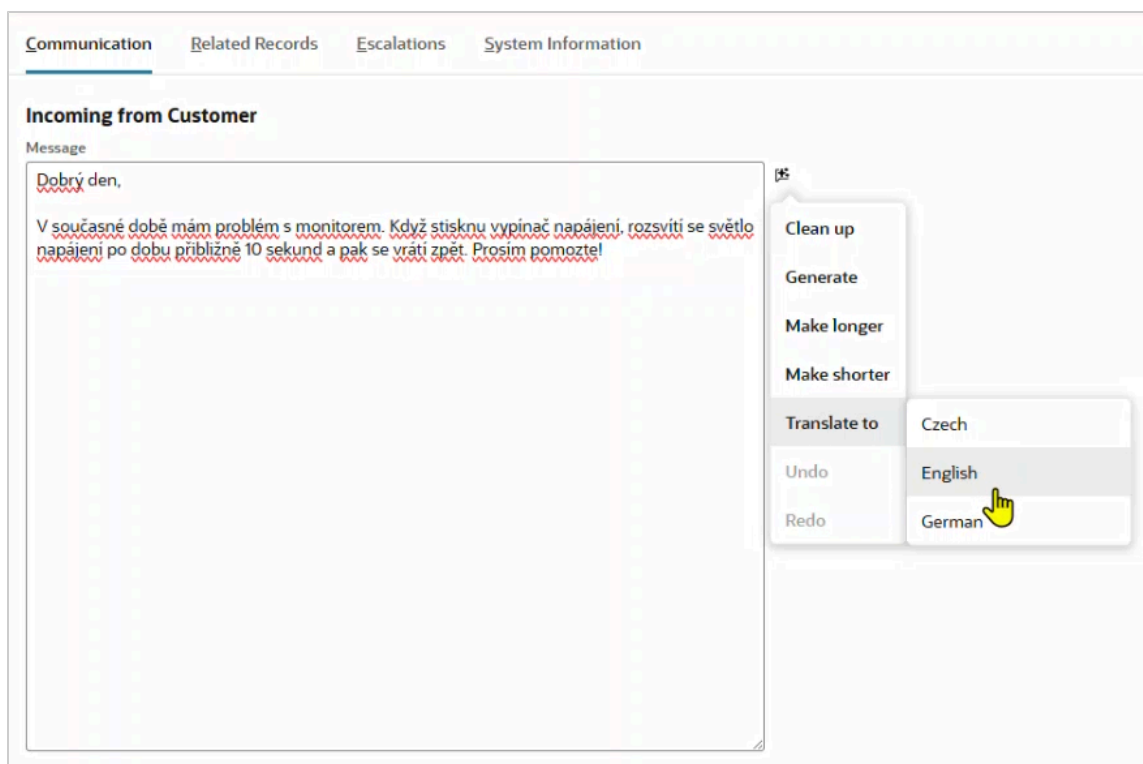 Communication Related Records Escalations System Information
Incoming from Customer
Message
Dobrý den,
V současné době mám problém s monitorem. Když stisknu vypínač napájení, rozsvítí se světlo
napájení po dobu přibližně 10 sekund a pak se vrátí zpět. Prosím pomozte!
Clean up
Generate
Make longer
Make shorter
Translate to
Czech
Undo
English
Redo
German